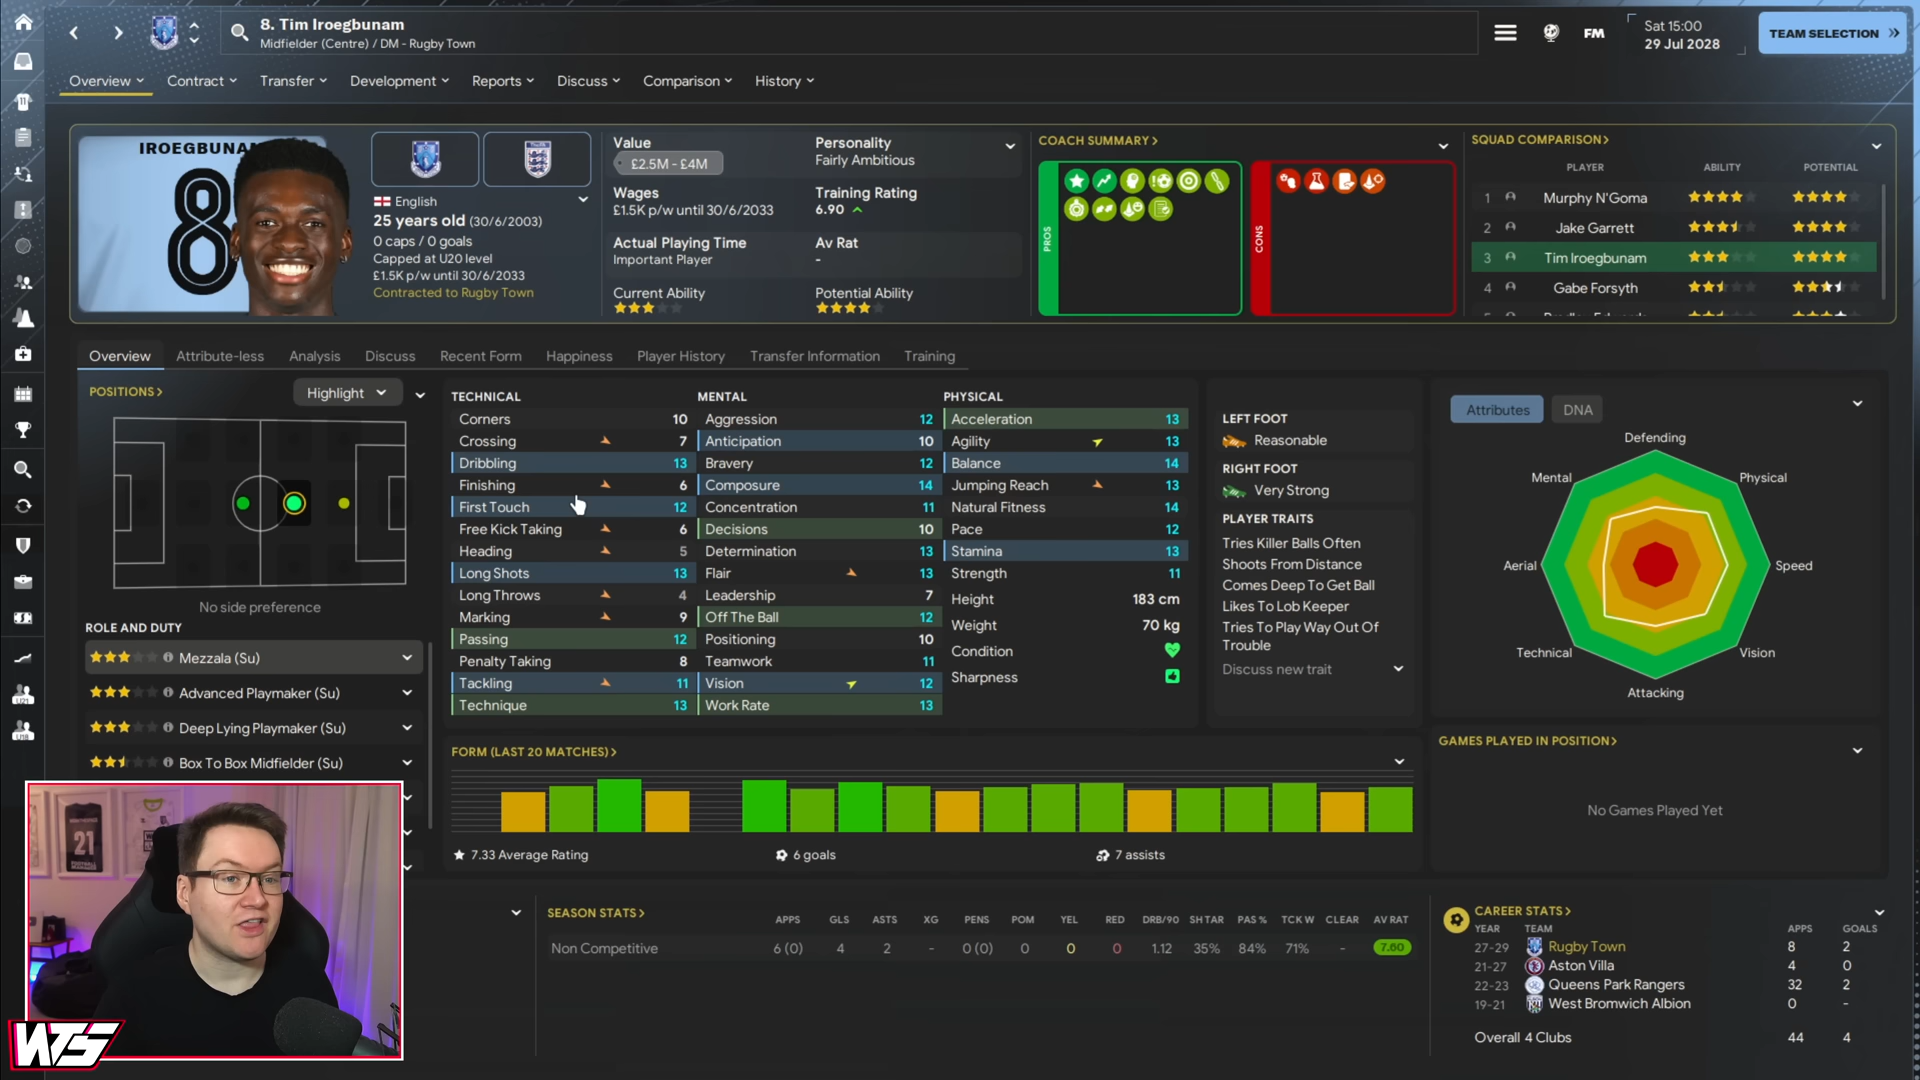 8. Tim Iroegbunam
Midfielder (Centre) / DM - Rugby Town
FM
Sat 15:00
29 Jul 2028
TEAM SELECTION
Overview Contract Transfer Development Reports Discuss Comparison History
IROEGBUNAM
8
English
25 years old (30/6/2003)
0 caps / 0 goals
Capped at U20 level
£1.5K p/w until 30/6/2033
Contracted to Rugby Town
Value
£2.5M - £4M
Wages
£1.5K p/w until 30/6/2033
Actual Playing Time
Important Player
Current Ability
Personality
Fairly Ambitious
Training Rating
6.90
Av Rat
-
Potential Ability
COACH SUMMARY
PROS
CONS
SQUAD COMPARISON
PLAYER ABILITY POTENTIAL
1 Murphy N'Goma
2 Jake Garrett
3 Tim Iroegbunam
4 Gabe Forsyth
Overview Attribute-less Analysis Discuss Recent Form Happiness Player History Transfer Information Training
POSITIONS
Highlight
No side preference
ROLE AND DUTY
Mezzala (Su)
Advanced Playmaker (Su)
Deep Lying Playmaker (Su)
Box To Box Midfielder (Su)
TECHNICAL
Corners 10
Crossing 7
Dribbling 13
Finishing 6
First Touch 12
Free Kick Taking 6
Heading 5
Long Shots 13
Long Throws 4
Marking 9
Passing 12
Penalty Taking 8
Tackling 11
Technique 13
MENTAL
Aggression 12
Anticipation 10
Bravery 12
Composure 14
Concentration 11
Decisions 10
Determination 13
Flair 13
Leadership 7
Off The Ball 12
Positioning 10
Teamwork 11
Vision 12
Work Rate 13
PHYSICAL
Acceleration 13
Agility 13
Balance 14
Jumping Reach 13
Natural Fitness 14
Pace 12
Stamina 13
Strength 11
Height 183 cm
Weight 70 kg
Condition
Sharpness
LEFT FOOT
Reasonable
RIGHT FOOT
Very Strong
PLAYER TRAITS
Tries Killer Balls Often
Shoots From Distance
Comes Deep To Get Ball
Likes To Lob Keeper
Tries To Play Way Out Of
Trouble
Discuss new trait
Attributes DNA
Defending
Mental Physical
Aerial Speed
Technical Vision
Attacking
FORM (LAST 20 MATCHES)
7.33 Average Rating 6 goals 7 assists
GAMES PLAYED IN POSITION
No Games Played Yet
SEASON STATS
APPS GLS ASTS XG PENS POM YEL RED DRB/90 SH TAR PAS % TCK W CLEAR AV RAT
Non Competitive 6 (0) 4 2 - 0 (0) 0 0 0 1.12 35% 84% 71% - 7.60
CAREER STATS
YEAR TEAM APPS GOALS
27-29 Rugby Town 8 2
21-27 Aston Villa 4 0
22-23 Queens Park Rangers 32 2
19-21 West Bromwich Albion 0 -
Overall 4 Clubs 44 4
21
WTS